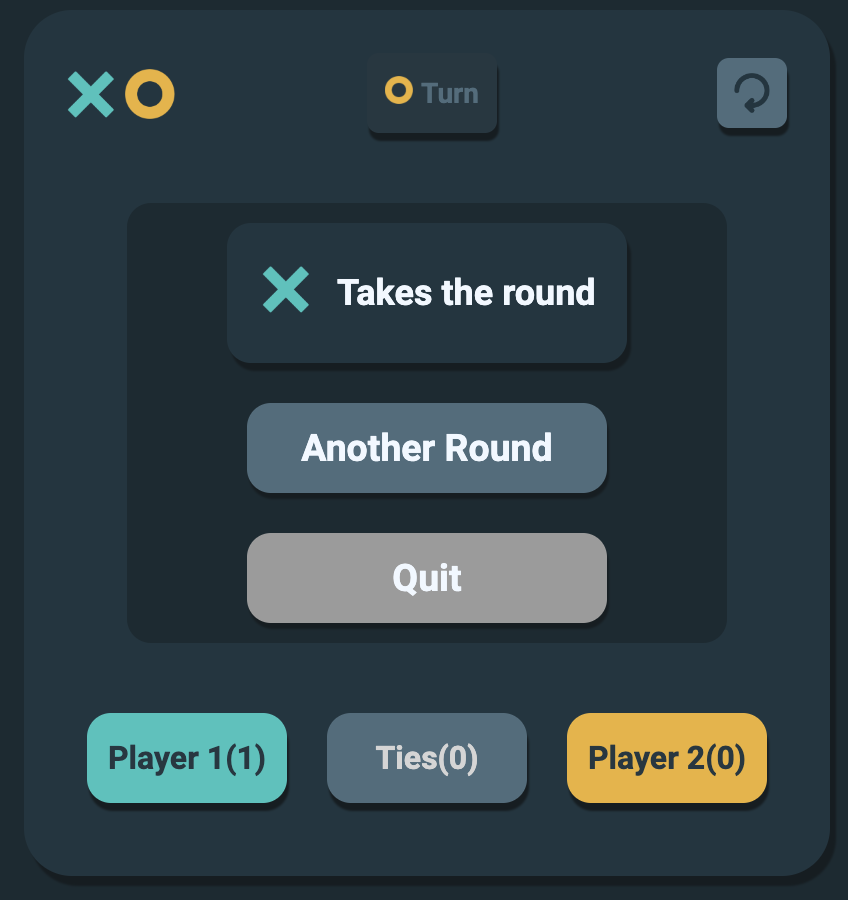 Turn
Takes the round
Another Round
Quit
Player 1(1)
Ties(0)
Player 2(0)